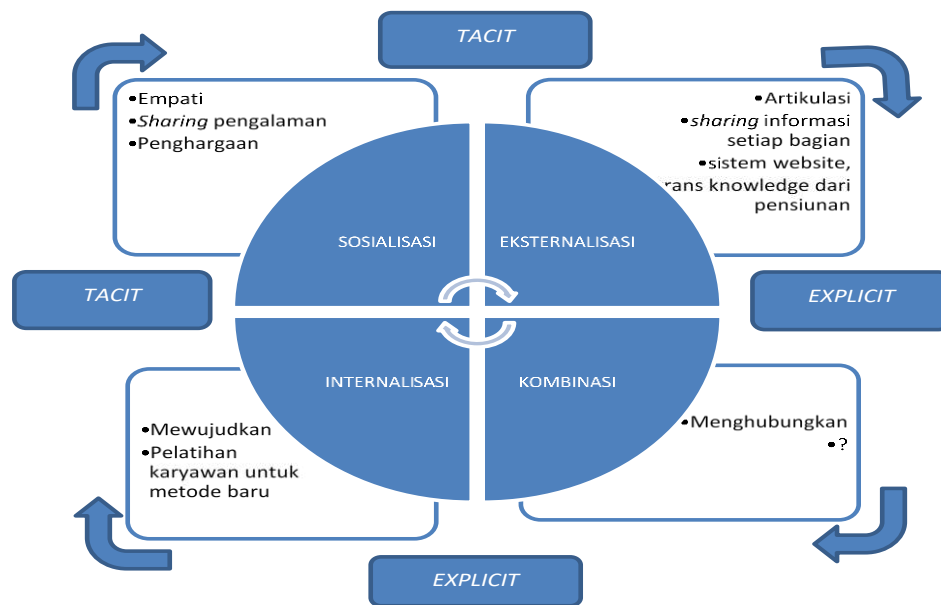 TACIT
•Empati
•Sharing pengalaman
•Penghargaan
•Artikulasi
•sharing informasi
setiap bagian
•sistem website,
rans knowledge dari
pensiunan
SOSIALISASI
EKSTERNALISASI
TACIT
EXPLICIT
INTERNALISASI
KOMBINASI
•Mewujudkan
•Pelatihan
karyawan untuk
metode baru
•Menghubungkan
•?
EXPLICIT